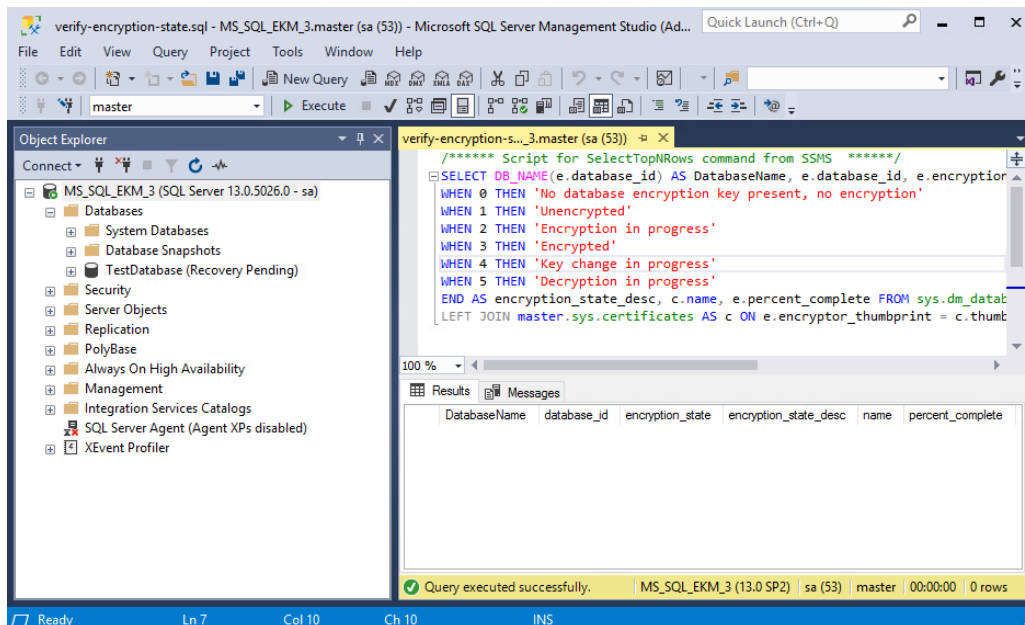 verify-encryption-state.sql - MS_SQL_EKM_3.master (sa (53)) - Microsoft SQL Server Management Studio (Ad...
Quick Launch (Ctrl+Q)
File Edit View Query Project Tools Window Help
New Query MDX DMX XMLA DAX
master Execute
Object Explorer
Connect
MS_SQL_EKM_3 (SQL Server 13.0.5026.0 - sa)
Databases
System Databases
Database Snapshots
TestDatabase (Recovery Pending)
Security
Server Objects
Replication
PolyBase
Always On High Availability
Management
Integration Services Catalogs
SQL Server Agent (Agent XPs disabled)
XEvent Profiler
verify-encryption-s..._3.master (sa (53))
/****** Script for SelectTopNRows command from SSMS ******/
SELECT DB_NAME(e.database_id) AS DatabaseName, e.database_id, e.encryption
WHEN 0 THEN 'No database encryption key present, no encryption'
WHEN 1 THEN 'Unencrypted'
WHEN 2 THEN 'Encryption in progress'
WHEN 3 THEN 'Encrypted'
WHEN 4 THEN 'Key change in progress'
WHEN 5 THEN 'Decryption in progress'
END AS encryption_state_desc, c.name, e.percent_complete FROM sys.dm_datab
LEFT JOIN master.sys.certificates AS c ON e.encryptor_thumbprint = c.thumb
100 %
Results Messages
DatabaseName database_id encryption_state encryption_state_desc name percent_complete
Query executed successfully. MS_SQL_EKM_3 (13.0 SP2) sa (53) master 00:00:00 0 rows
Ready Ln 7 Col 10 Ch 10 INS